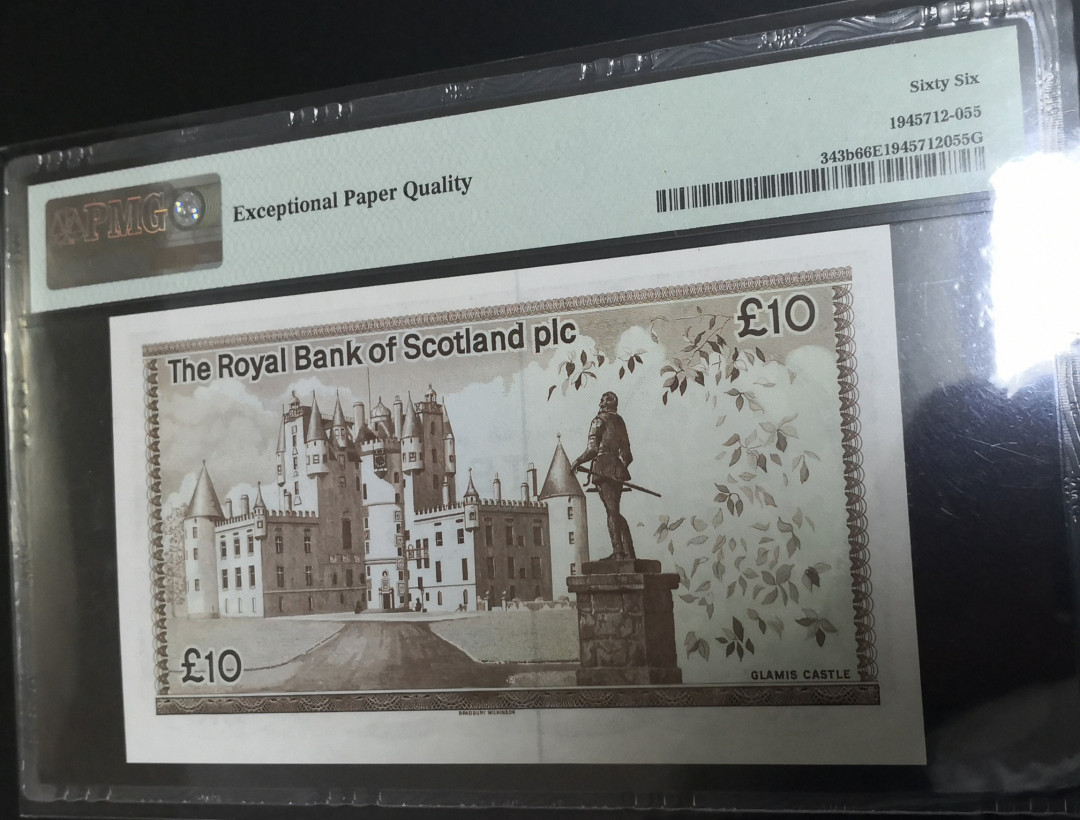 Sixty Six
1945712-055
343b66E1945712055G
PMG
Exceptional Paper Quality
The Royal Bank of Scotland plc
£10
£10
GLAMIS CASTLE
BRADBURY WILKINSON